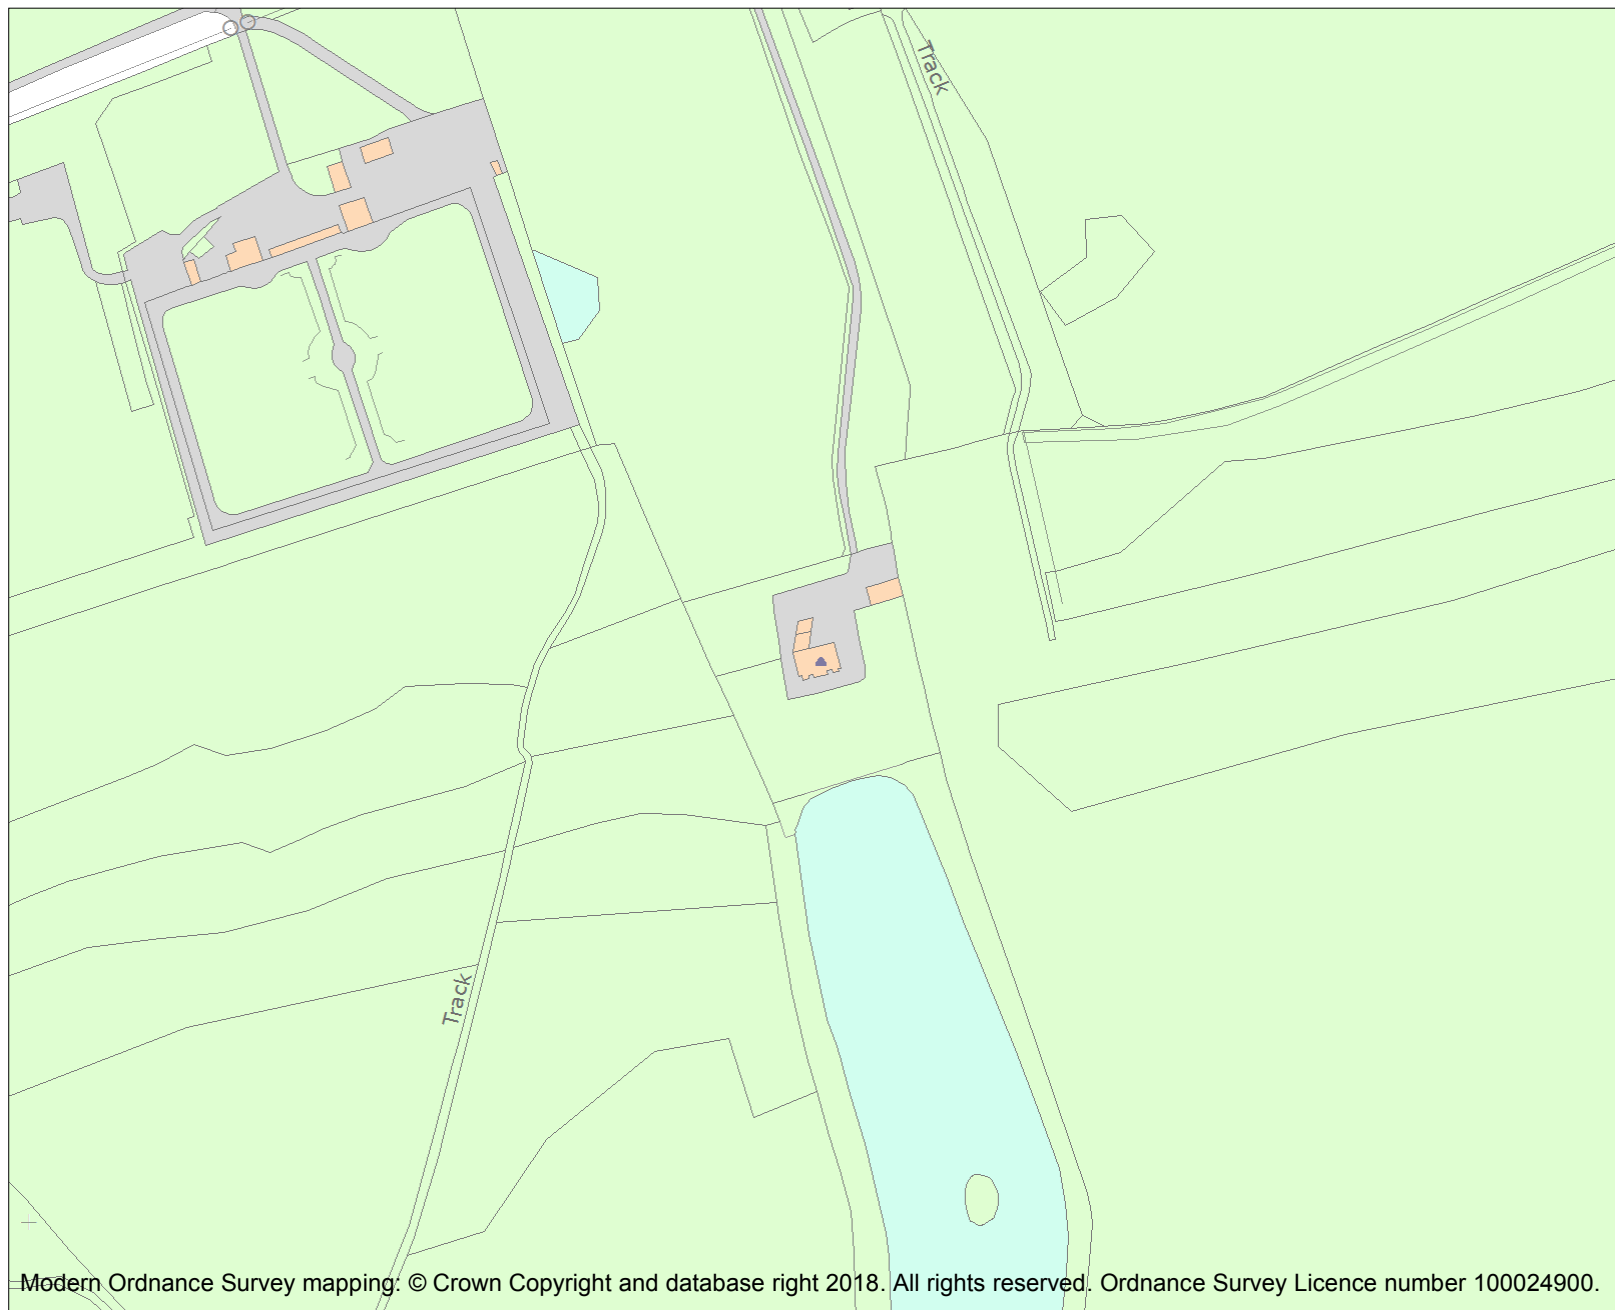 Track
Track
Modern Ordnance Survey mapping: © Crown Copyright and database right 2018. All rights reserved. Ordnance Survey Licence number 100024900.